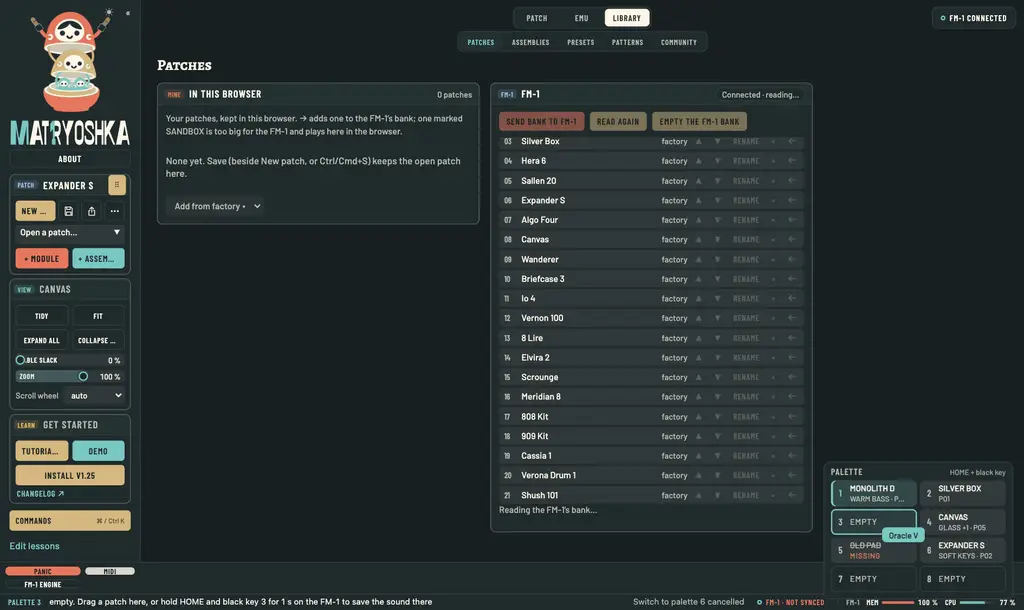 MATRYOSHKA
ABOUT
PATCH EXPANDER S
NEW ...
Open a patch...
+ MODULE + ASSEM...
VIEW CANVAS
TIDY FIT
EXPAND ALL COLLAPSE ...
BLE SLACK 0 %
ZOOM 100 %
Scroll wheel auto
LEARN GET STARTED
TUTORIA... DEMO
INSTALL V1.25
CHANGELOG ↗
COMMANDS ⌘ / Ctrl K
Edit lessons
PANIC MIDI
FM-1 ENGINE
PATCH EMU LIBRARY
PATCHES ASSEMBLIES PRESETS PATTERNS COMMUNITY
FM-1 CONNECTED
PATCHES
MINE IN THIS BROWSER 0 patches
Your patches, kept in this browser. → adds one to the FM-1's bank; one marked
SANDBOX is too big for the FM-1 and plays here in the browser.
None yet. Save (beside New patch, or Ctrl/Cmd+S) keeps the open patch
here.
Add from factory •
FM-1 FM-1 Connected · reading...
SEND BANK TO FM-1 READ AGAIN EMPTY THE FM-1 BANK
03 Silver Box factory ▲ ▼ RENAME ←
04 Hera 6 factory ▲ ▼ RENAME ←
05 Sallen 20 factory ▲ ▼ RENAME ←
06 Expander S factory ▲ ▼ RENAME ←
07 Algo Four factory ▲ ▼ RENAME ←
08 Canvas factory ▲ ▼ RENAME ←
09 Wanderer factory ▲ ▼ RENAME ←
10 Briefcase 3 factory ▲ ▼ RENAME ←
11 Io 4 factory ▲ ▼ RENAME ←
12 Vernon 100 factory ▲ ▼ RENAME ←
13 8 Lire factory ▲ ▼ RENAME ←
14 Elvira 2 factory ▲ ▼ RENAME ←
15 Scrounge factory ▲ ▼ RENAME ←
16 Meridian 8 factory ▲ ▼ RENAME ←
17 808 Kit factory ▲ ▼ RENAME ←
18 909 Kit factory ▲ ▼ RENAME ←
19 Cassia 1 factory ▲ ▼ RENAME ←
20 Verona Drum 1 factory ▲ ▼ RENAME ←
21 Shush 101 factory ▲ ▼ RENAME ←
Reading the FM-1's bank...
PALETTE HOME + black key
1 MONOLITH D
WARM BASS · P...
2 SILVER BOX
P01
3 EMPTY
4 CANVAS
GLASS +1 · P05
Oracle V
5 OLD PAD
MISSING
6 EXPANDER S
SOFT KEYS · P02
7 EMPTY 8 EMPTY
PALETTE 3 empty. Drag a patch here, or hold HOME and black key 3 for 1 s on the FM-1 to save the sound there Switch to palette 6 cancelled FM-1 · NOT SYNCED FM-1 MEM 100 % CPU 77 %